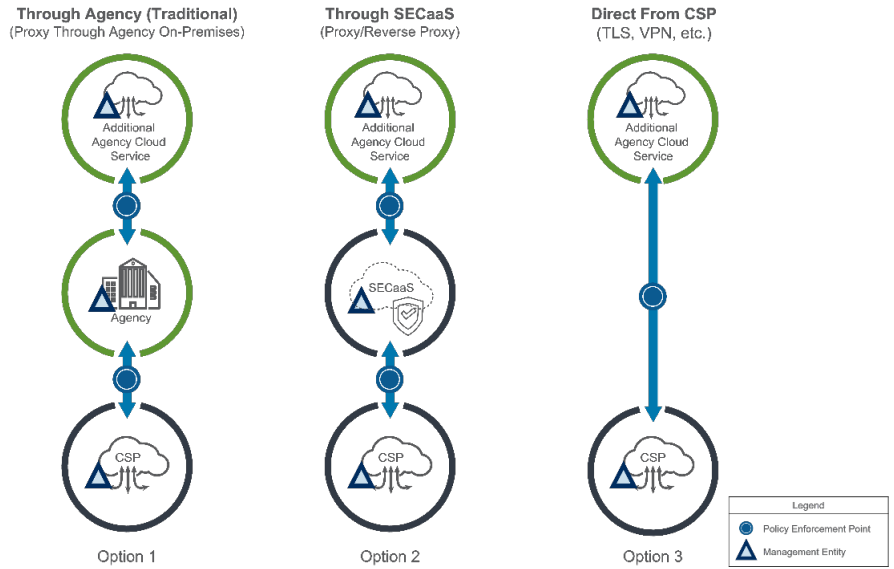 Through Agency (Traditional)
(Proxy Through Agency On-Premises)
Additional
Agency Cloud
Service
Agency
CSP
Option 1
Through SECaaS
(Proxy/Reverse Proxy)
Additional
Agency Cloud
Service
SECaaS
CSP
Option 2
Direct From CSP
(TLS, VPN, etc.)
Additional
Agency Cloud
Service
CSP
Option 3
Legend
Policy Enforcement Point
Management Entity